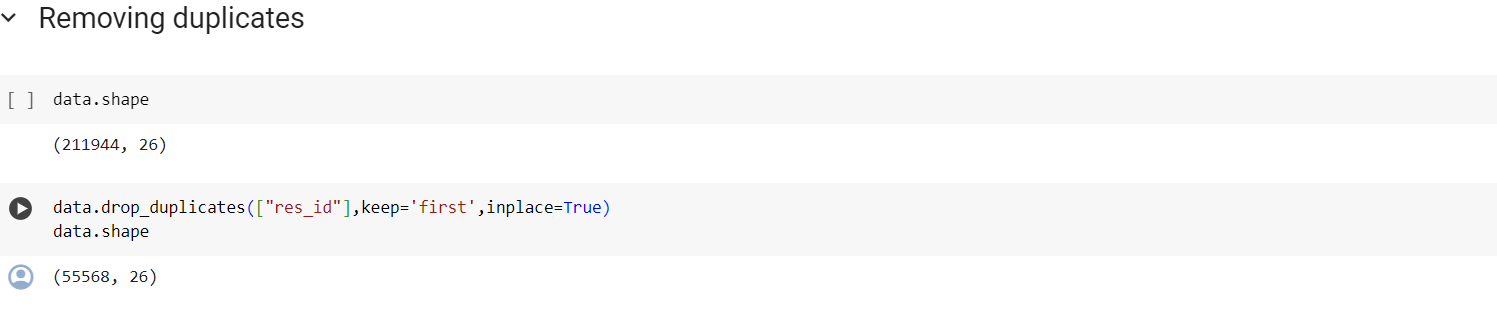 Removing duplicates
[ ] data.shape
(211944, 26)
data.drop_duplicates(["res_id"],keep='first',inplace=True)
data.shape
(55568, 26)